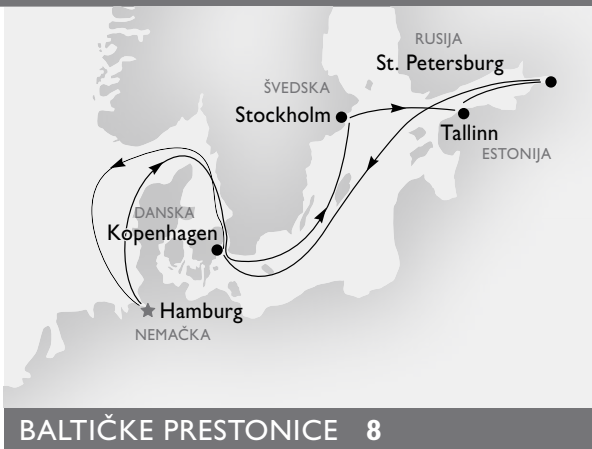 RUSIJA
St. Petersburg
ŠVEDSKA
Stockholm
Tallinn
ESTONIJA
DANSKA
Kopenhagen
Hamburg
NEMAČKA
BALTIČKE PRESTONICE 8